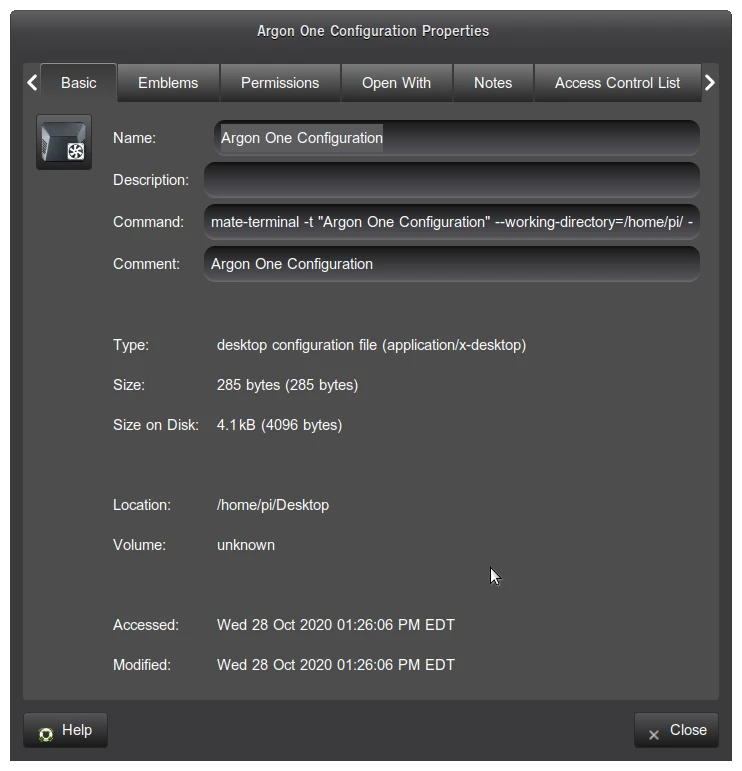 Argon One Configuration Properties
Basic Emblems Permissions Open With Notes Access Control List
Name: Argon One Configuration
Description:
Command: mate-terminal -t "Argon One Configuration" --working-directory=/home/pi/ -
Comment: Argon One Configuration
Type: desktop configuration file (application/x-desktop)
Size: 285 bytes (285 bytes)
Size on Disk: 4.1 kB (4096 bytes)
Location: /home/pi/Desktop
Volume: unknown
Accessed: Wed 28 Oct 2020 01:26:06 PM EDT
Modified: Wed 28 Oct 2020 01:26:06 PM EDT
Help Close